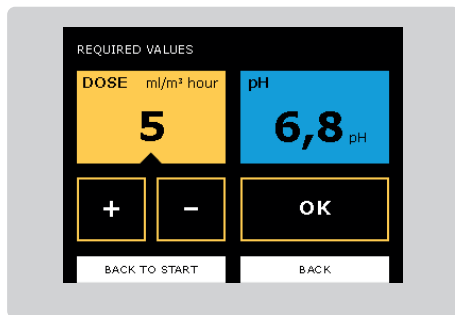 REQUIRED VALUES
DOSE ml/m³ hour
5
pH
6,8 pH
+ - OK
BACK TO START BACK